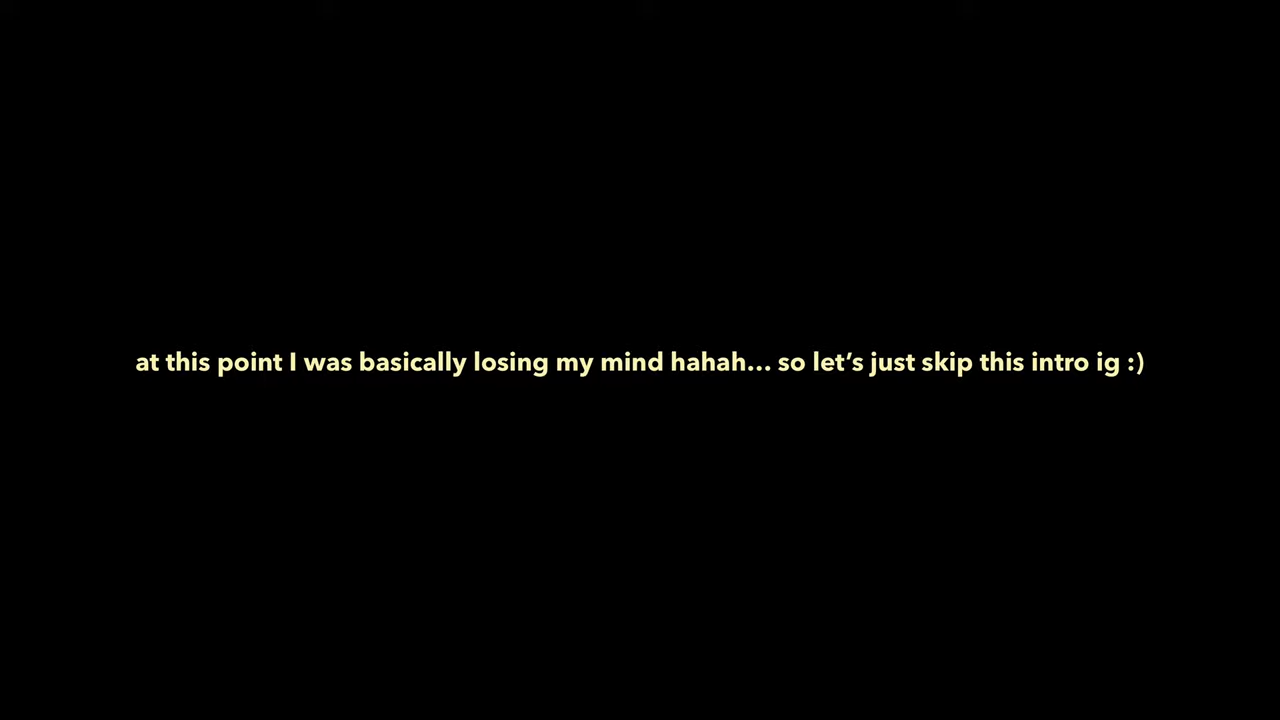 at this point I was basically losing my mind hahah... so let’s just skip this intro ig :)